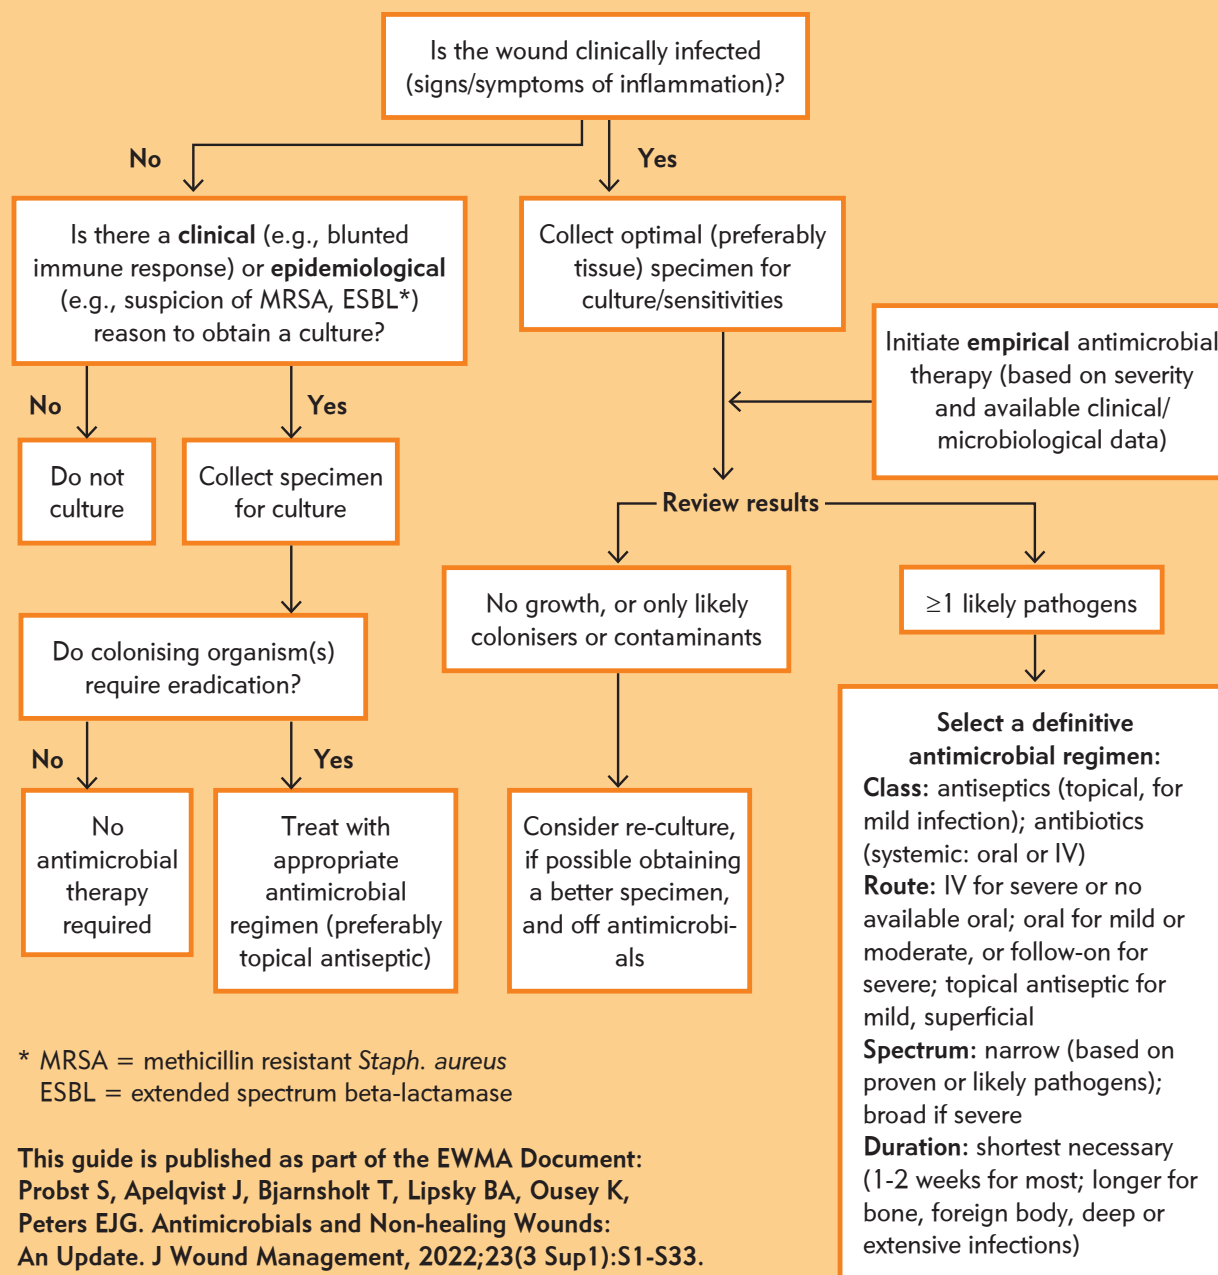 Is the wound clinically infected
(signs/symptoms of inflammation)?
No
Yes
Is there a clinical (e.g., blunted
immune response) or epidemiological
(e.g., suspicion of MRSA, ESBL*)
reason to obtain a culture?
Collect optimal (preferably
tissue) specimen for
culture/sensitivities
Initiate empirical antimicrobial
therapy (based on severity
and available clinical/
microbiological data)
No
Yes
Do not
culture
Collect specimen
for culture
Review results
No growth, or only likely
colonisers or contaminants
≥1 likely pathogens
Do colonising organism(s)
require eradication?
No
Yes
No
antimicrobial
therapy
required
Treat with
appropriate
antimicrobial
regimen (preferably
topical antiseptic)
Consider re-culture,
if possible obtaining
a better specimen,
and off antimicrobi-
als
Select a definitive
antimicrobial regimen:
Class: antiseptics (topical, for
mild infection); antibiotics
(systemic: oral or IV)
Route: IV for severe or no
available oral; oral for mild or
moderate, or follow-on for
severe; topical antiseptic for
mild, superficial
Spectrum: narrow (based on
proven or likely pathogens);
broad if severe
Duration: shortest necessary
(1-2 weeks for most; longer for
bone, foreign body, deep or
extensive infections)
* MRSA = methicillin resistant Staph. aureus
ESBL = extended spectrum beta-lactamase
This guide is published as part of the EWMA Document:
Probst S, Apelqvist J, Bjarnsholt T, Lipsky BA, Ousey K,
Peters EJG. Antimicrobials and Non-healing Wounds:
An Update. J Wound Management, 2022;23(3 Sup1):S1-S33.